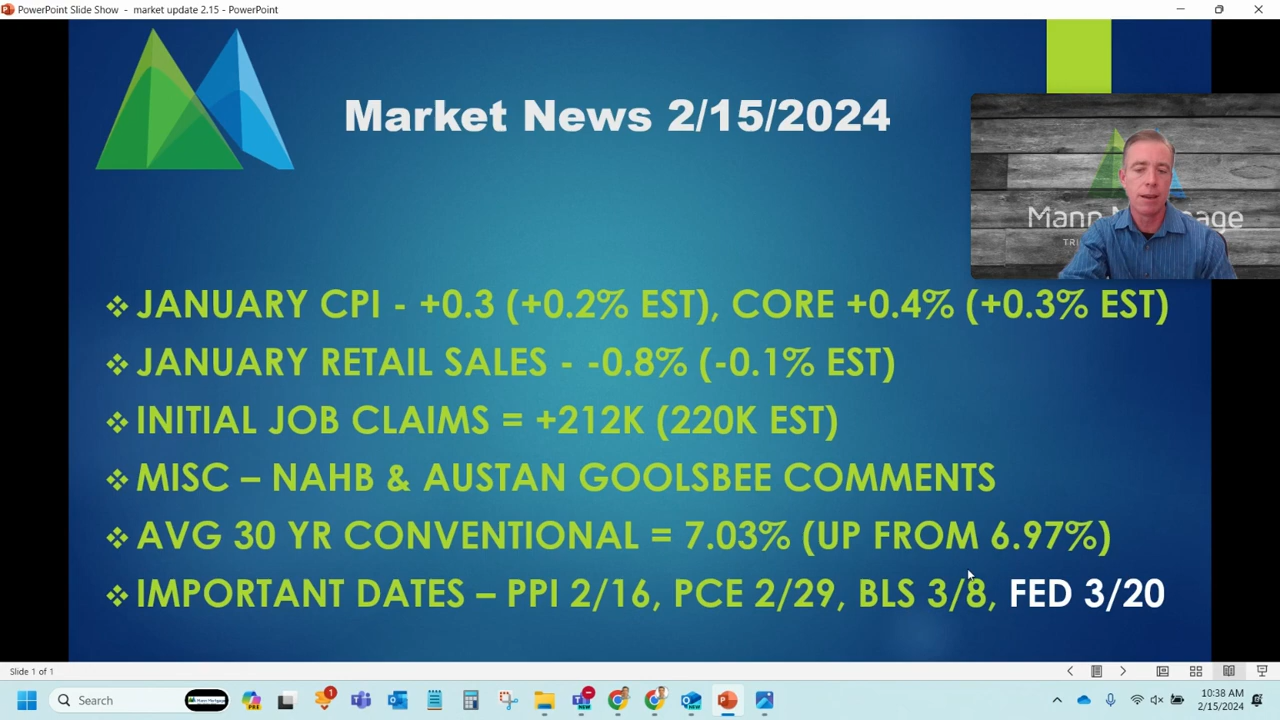 PowerPoint Slide Show - market update 2.15 - PowerPoint
Market News 2/15/2024
❖ JANUARY CPI - +0.3 (+0.2% EST), CORE +0.4% (+0.3% EST)
❖ JANUARY RETAIL SALES - -0.8% (-0.1% EST)
❖ INITIAL JOB CLAIMS = +212K (220K EST)
❖ MISC – NAHB & AUSTAN GOOLSBEE COMMENTS
❖ AVG 30 YR CONVENTIONAL = 7.03% (UP FROM 6.97%)
❖ IMPORTANT DATES – PPI 2/16, PCE 2/29, BLS 3/8, FED 3/20
Slide 1 of 1
Search
PRE
1
NEW
NEW
10:38 AM
2/15/2024